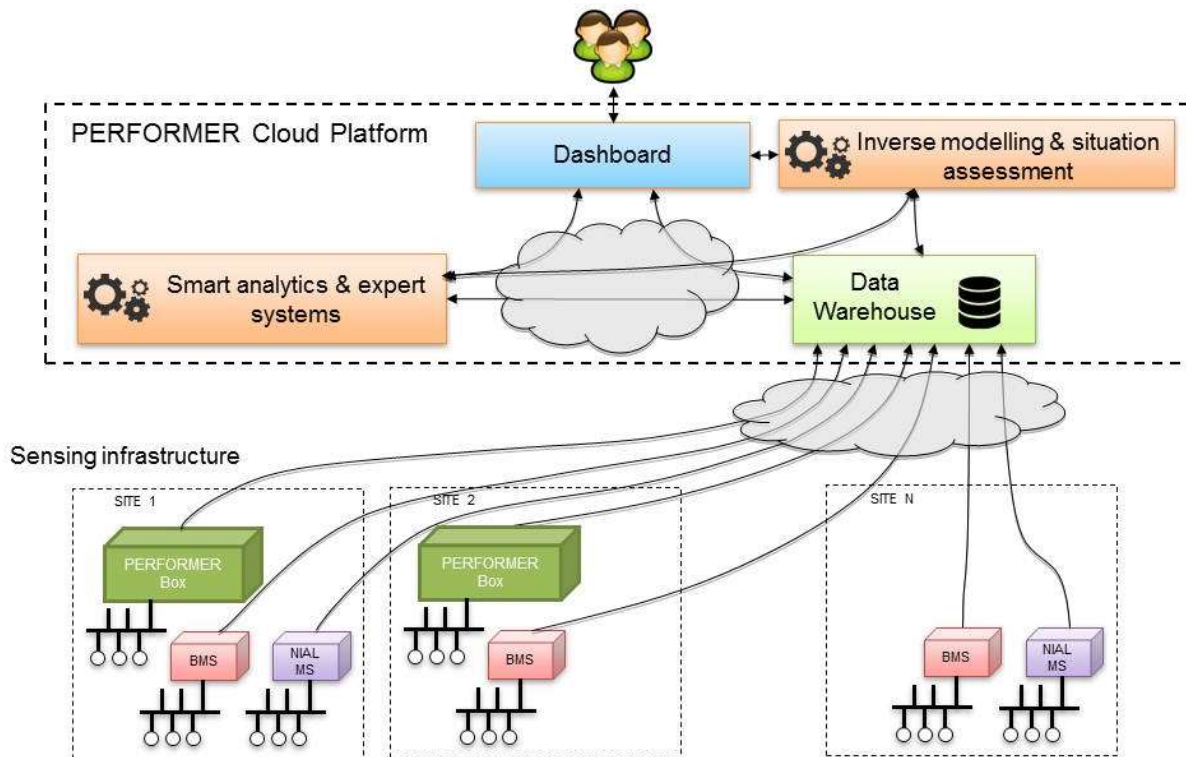 PERFORMER Cloud Platform
Dashboard
Inverse modelling & situation
assessment
Smart analytics & expert
systems
Data
Warehouse
Sensing infrastructure
SITE 1
PERFORMER
Box
BMS
NIAL
MS
SITE 2
PERFORMER
Box
BMS
SITE N
BMS
NIAL
MS